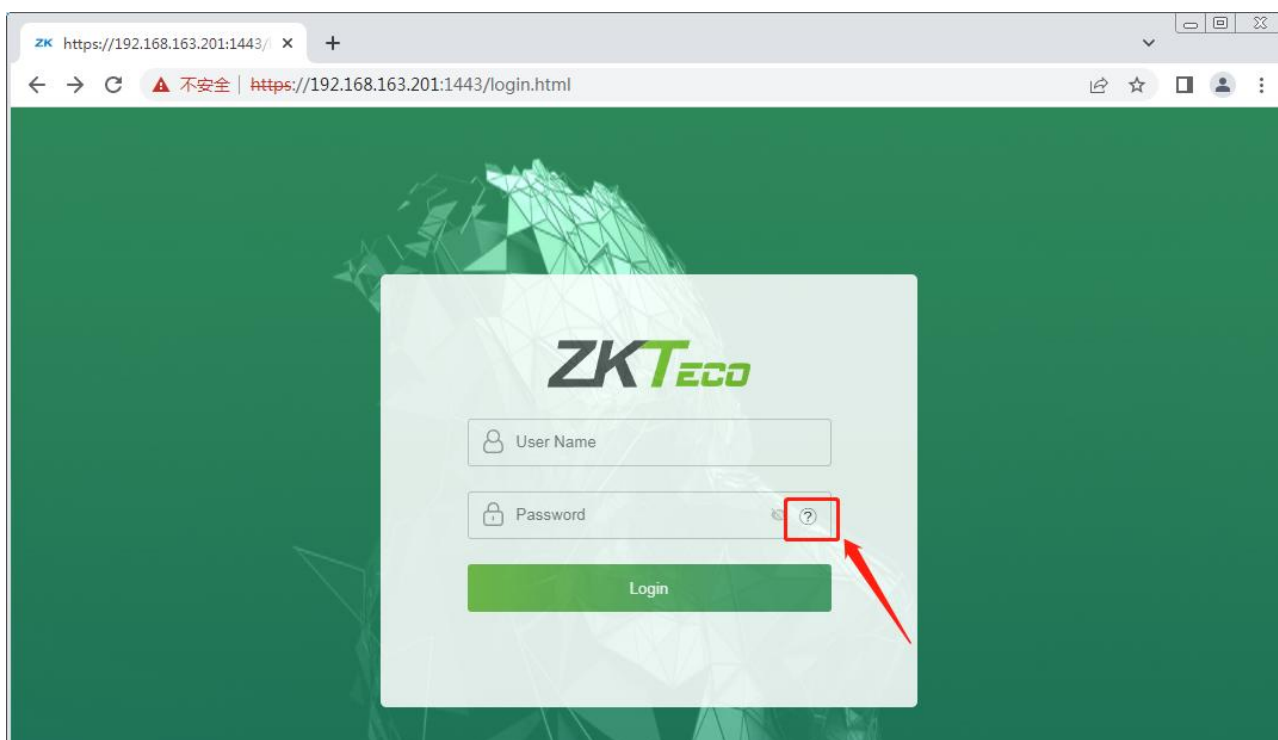 ZK https://192.168.163.201:1443/
不安全 | https://192.168.163.201:1443/login.html
ZKTECO
User Name
Password
Login